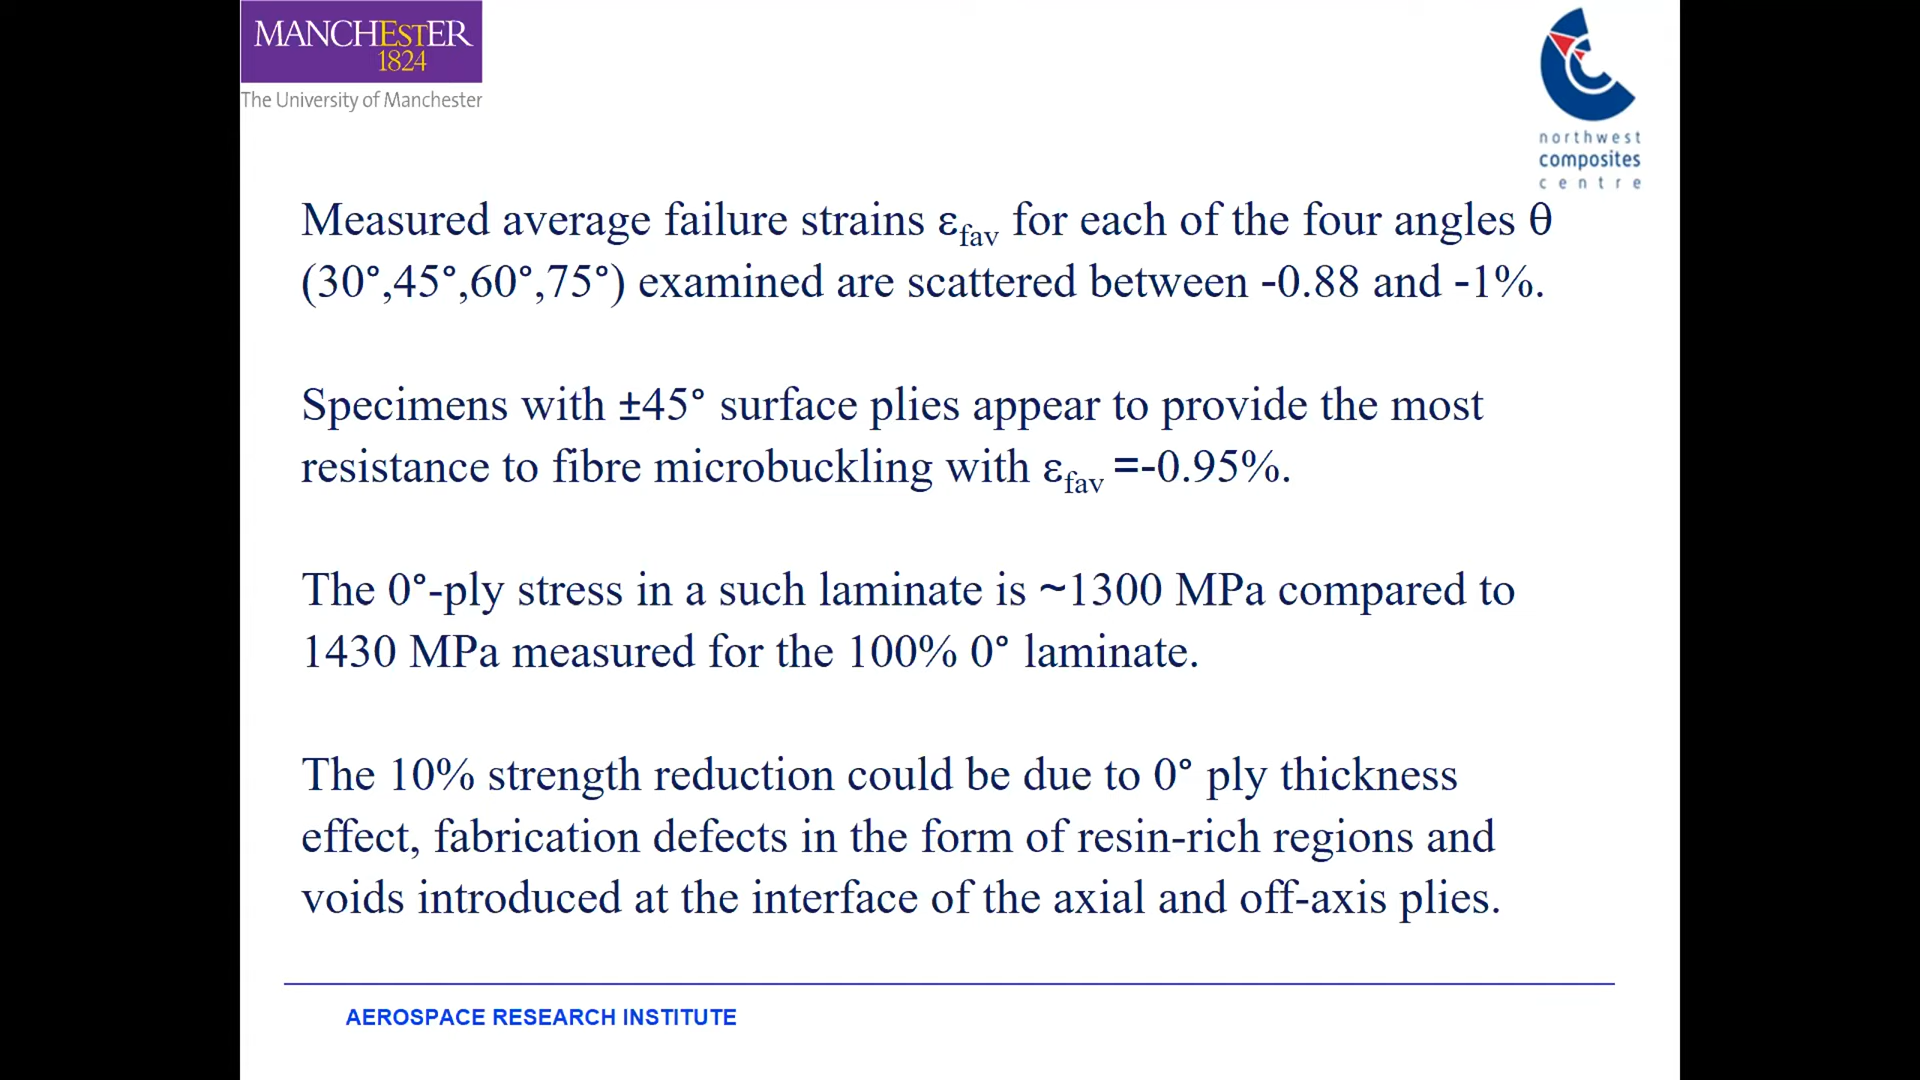 MANCHEstER
1824
The University of Manchester
northwest
composites
centre
Measured average failure strains εfav for each of the four angles θ
(30°,45°,60°,75°) examined are scattered between -0.88 and -1%.
Specimens with ±45° surface plies appear to provide the most
resistance to fibre microbuckling with εfav =-0.95%.
The 0°-ply stress in a such laminate is ~1300 MPa compared to
1430 MPa measured for the 100% 0° laminate.
The 10% strength reduction could be due to 0° ply thickness
effect, fabrication defects in the form of resin-rich regions and
voids introduced at the interface of the axial and off-axis plies.
AEROSPACE RESEARCH INSTITUTE